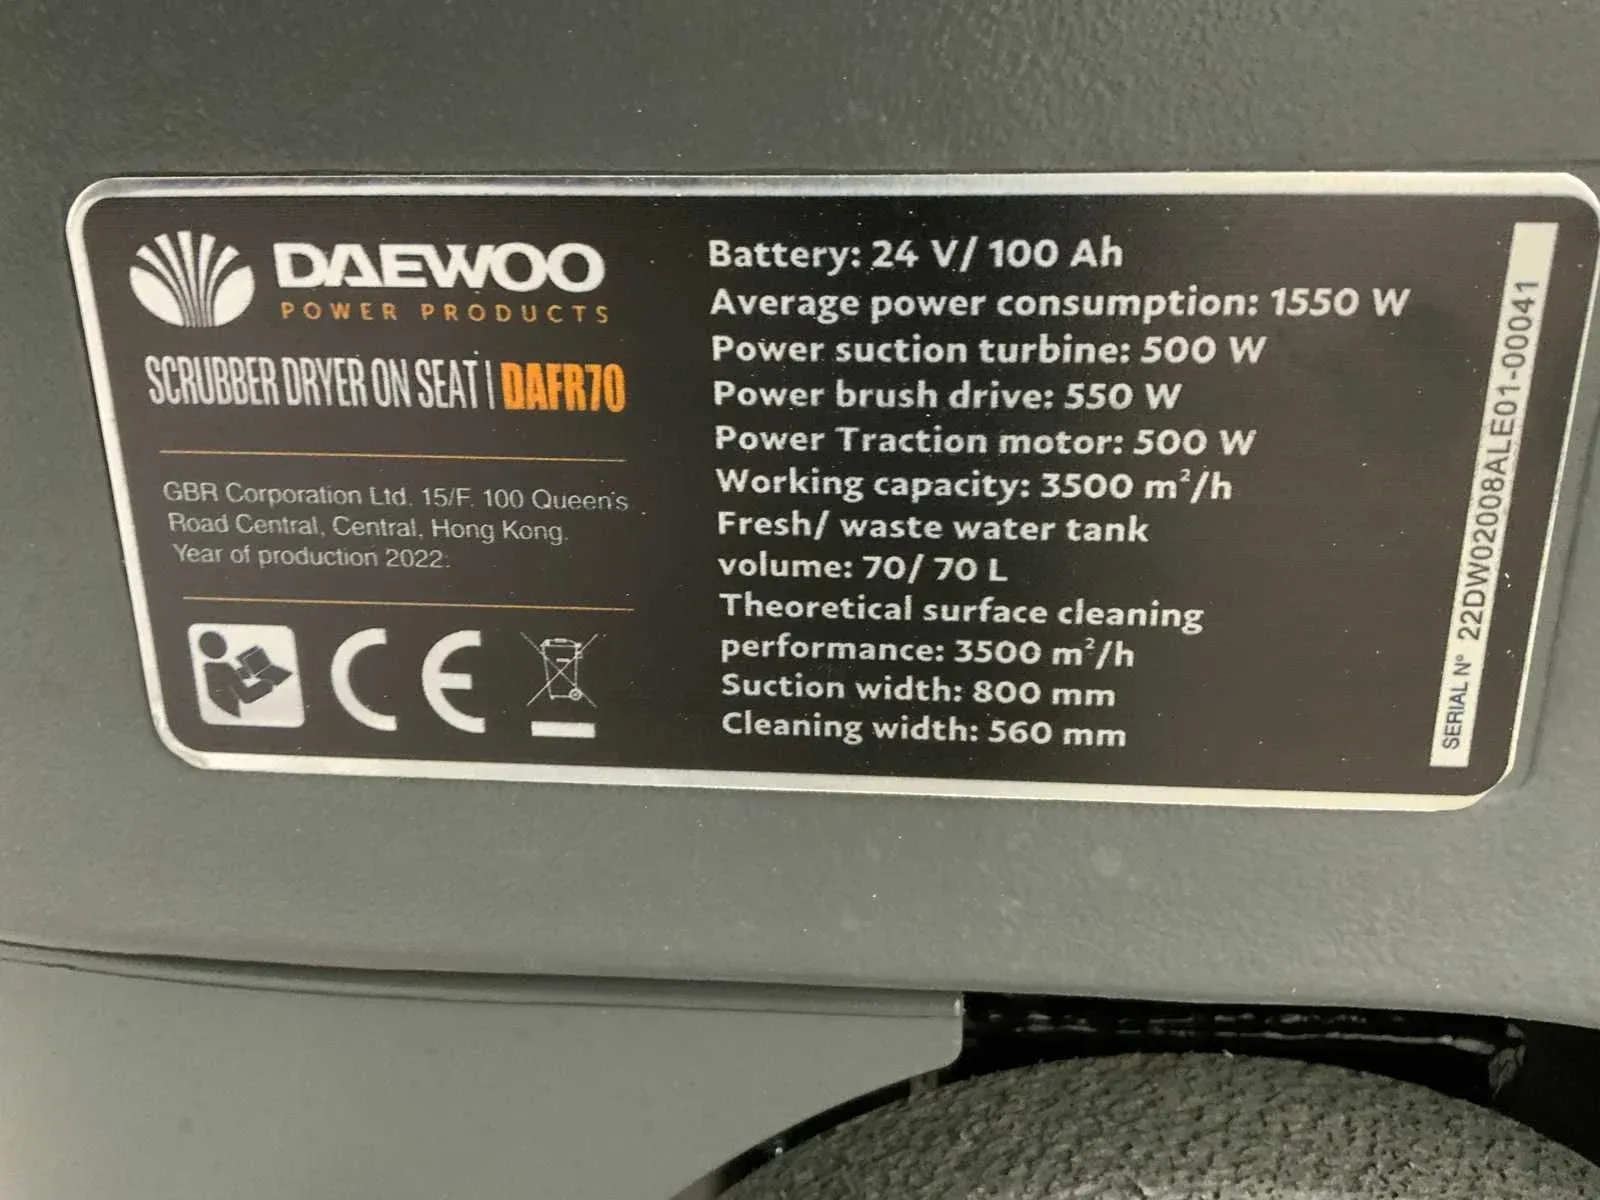 DAEWOO
POWER PRODUCTS
SCRUBBER DRYER ON SEAT | DAFR70
GBR Corporation Ltd. 15/F. 100 Queen's
Road Central, Central, Hong Kong.
Year of production 2022.
CE
Battery: 24 V/ 100 Ah
Average power consumption: 1550 W
Power suction turbine: 500 W
Power brush drive: 550 W
Power Traction motor: 500 W
Working capacity: 3500 m²/h
Fresh/ waste water tank
volume: 70/ 70 L
Theoretical surface cleaning
performance: 3500 m²/h
Suction width: 800 mm
Cleaning width: 560 mm
SERIAL N° 22DW02008ALE01-00041